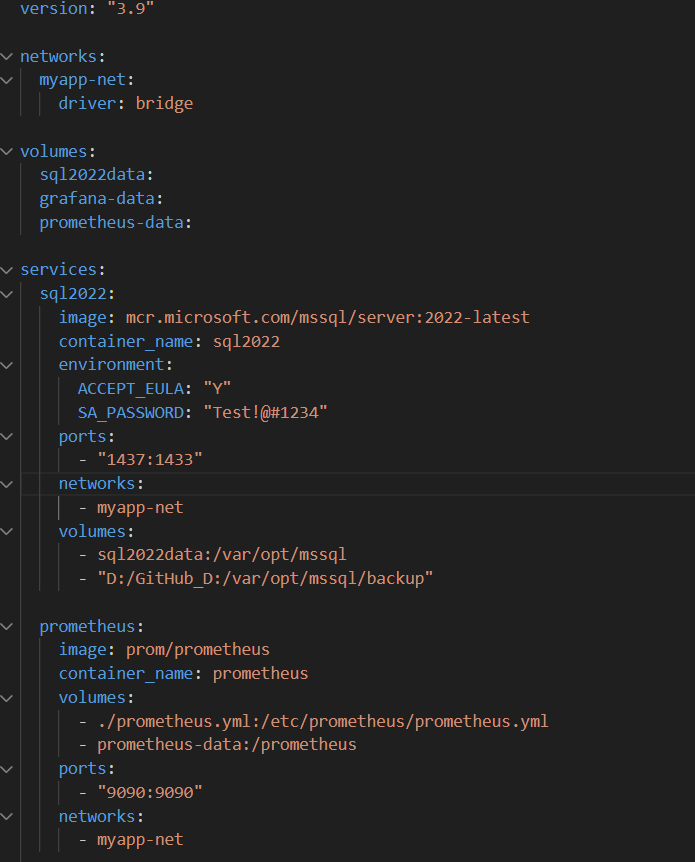 version: "3.9"
networks:
myapp-net:
driver: bridge
volumes:
sql2022data:
grafana-data:
prometheus-data:
services:
sql2022:
image: mcr.microsoft.com/mssql/server:2022-latest
container_name: sql2022
environment:
ACCEPT_EULA: "Y"
SA_PASSWORD: "Test!@#1234"
ports:
- "1437:1433"
networks:
- myapp-net
volumes:
- sql2022data:/var/opt/mssql
- "D:/GitHub_D:/var/opt/mssql/backup"
prometheus:
image: prom/prometheus
container_name: prometheus
volumes:
- ./prometheus.yml:/etc/prometheus/prometheus.yml
- prometheus-data:/prometheus
ports:
- "9090:9090"
networks:
- myapp-net